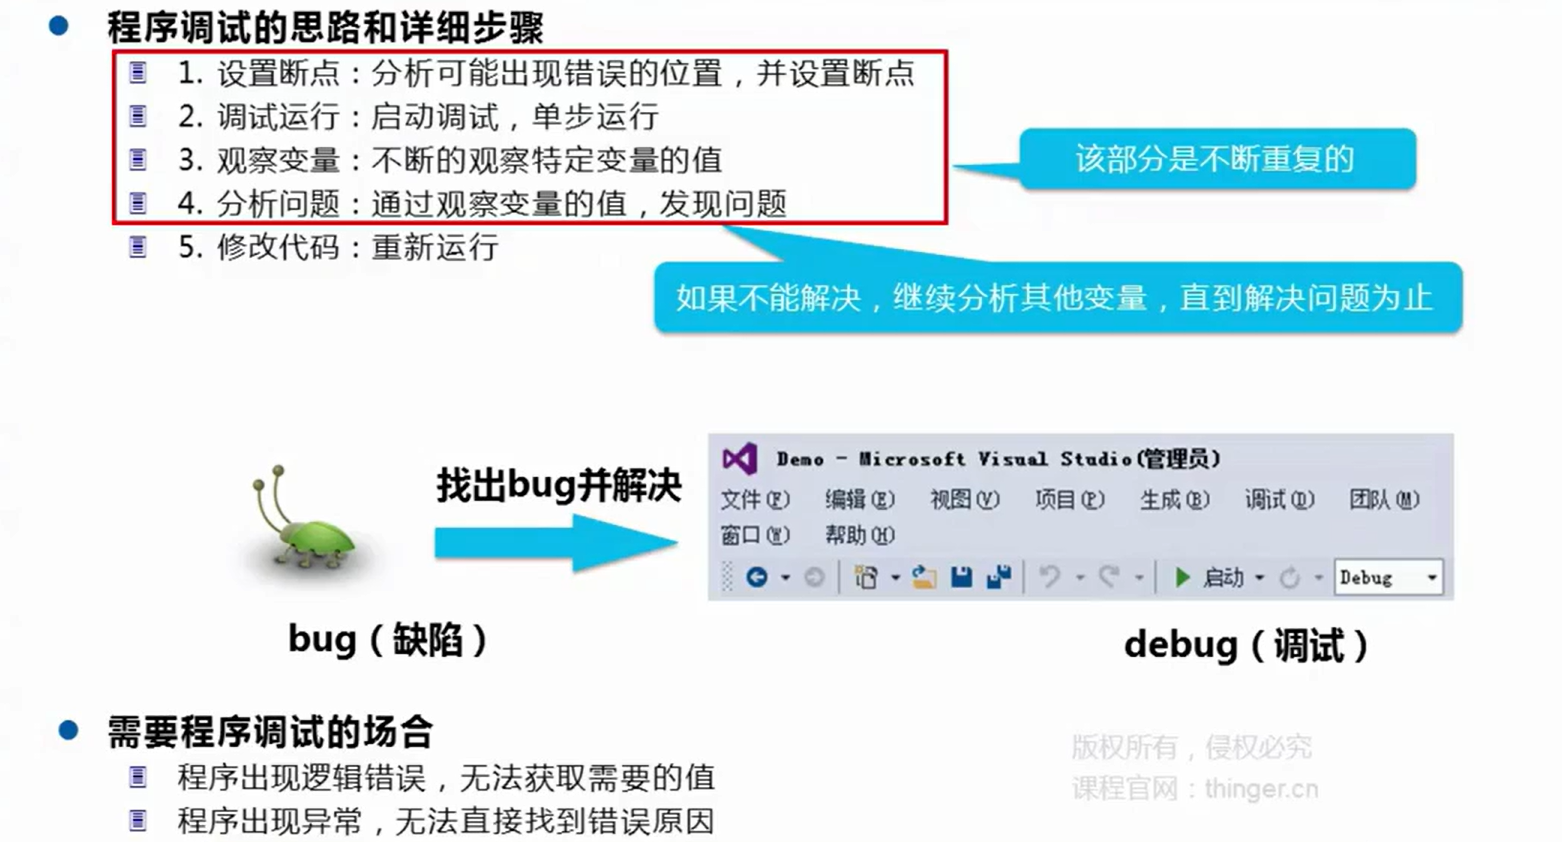 程序调试的思路和详细步骤
1. 设置断点：分析可能出现错误的位置，并设置断点
2. 调试运行：启动调试，单步运行
3. 观察变量：不断的观察特定变量的值
4. 分析问题：通过观察变量的值，发现问题
5. 修改代码：重新运行
该部分是不断重复的
如果不能解决，继续分析其他变量，直到解决问题为止
找出bug并解决
bug（缺陷）
Demo - Microsoft Visual Studio(管理员)
文件(F) 编辑(E) 视图(V) 项目(P) 生成(B) 调试(D) 团队(M)
窗口(W) 帮助(H)
启动 Debug
debug（调试）
需要程序调试的场合
程序出现逻辑错误，无法获取需要的值
程序出现异常，无法直接找到错误原因
版权所有，侵权必究
课程官网：thinger.cn